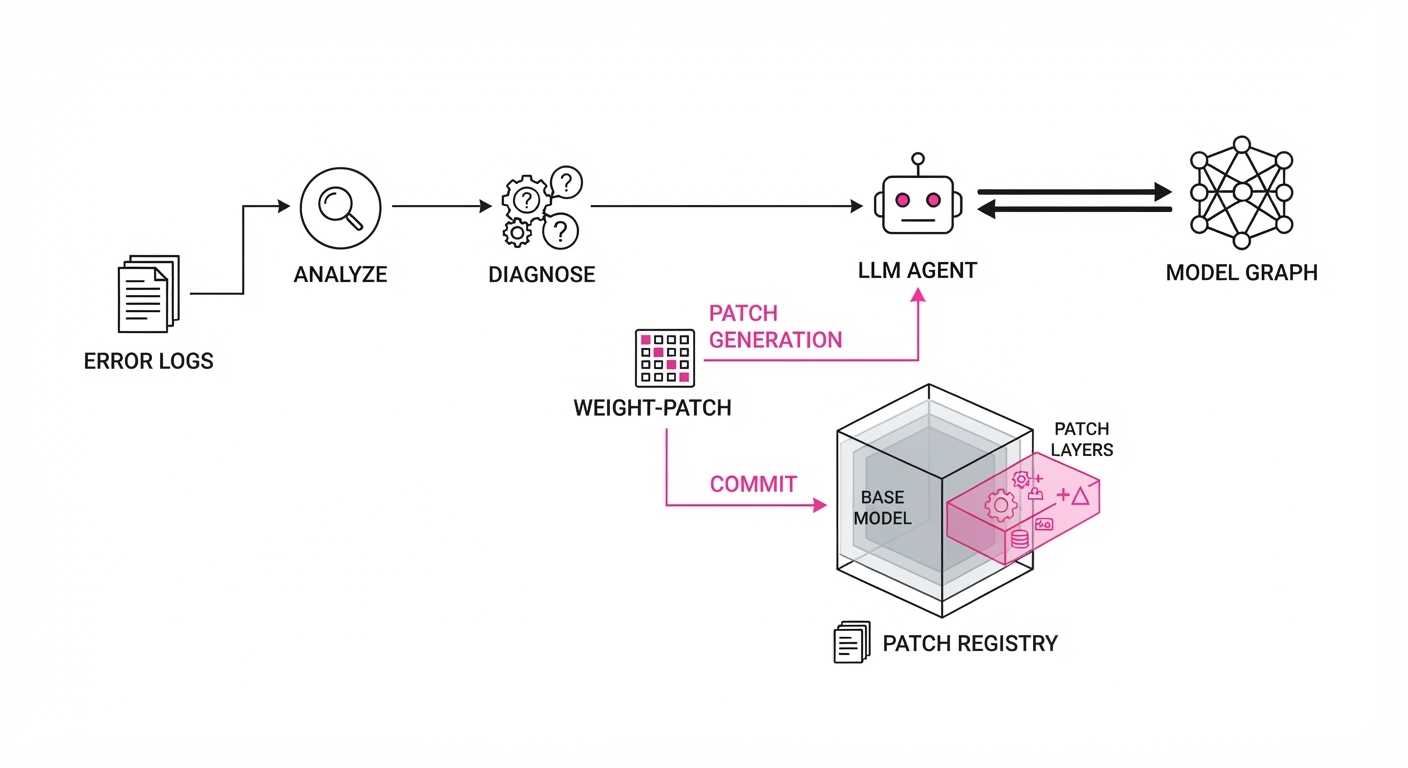 ERROR LOGS
ANALYZE
?
?
?
DIAGNOSE
LLM AGENT
MODEL GRAPH
PATCH
GENERATION
WEIGHT-PATCH
COMMIT
BASE
MODEL
PATCH
LAYERS
PATCH REGISTRY